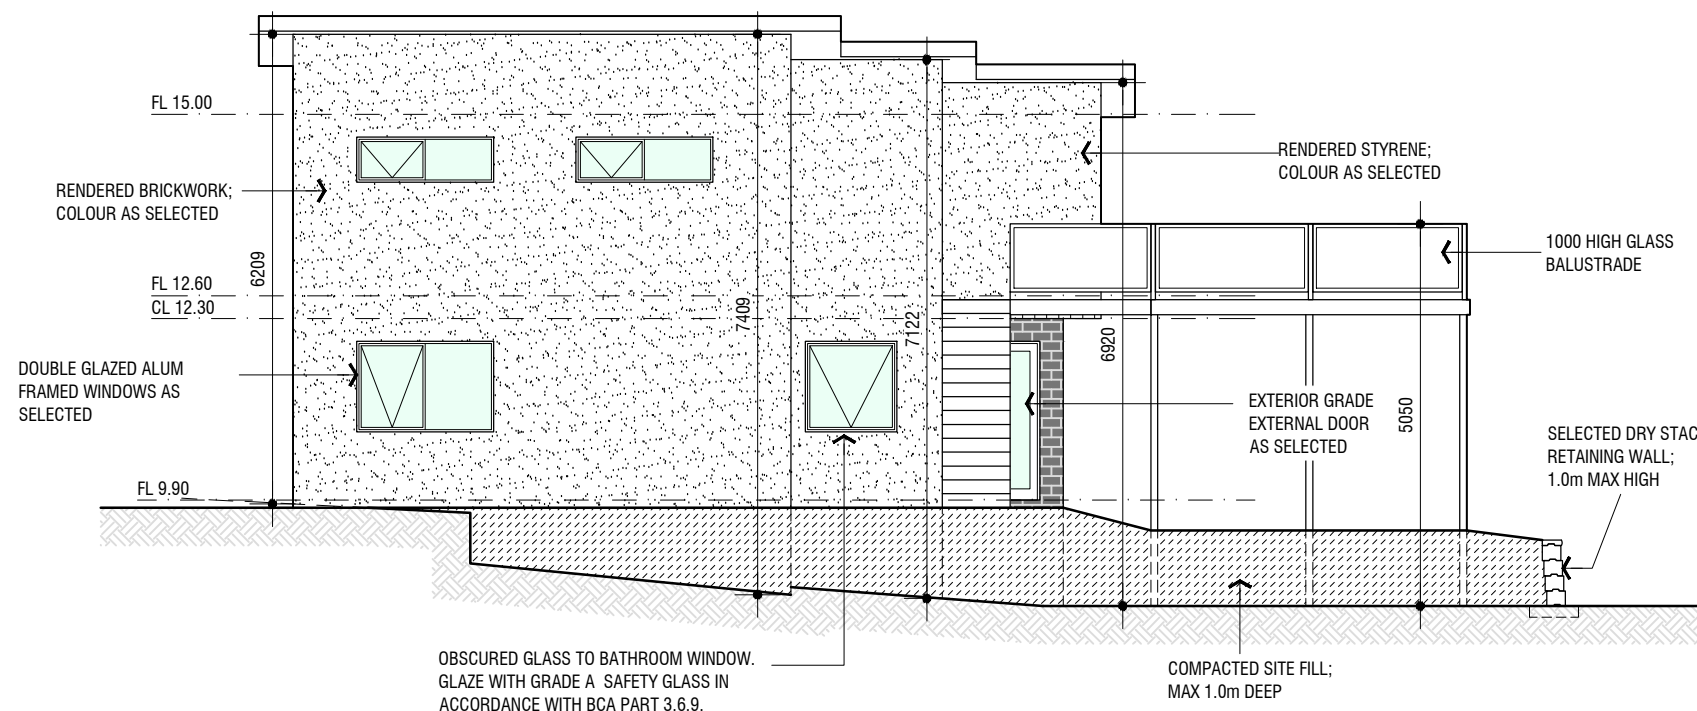 FL 15.00
RENDERED BRICKWORK;
COLOUR AS SELECTED
RENDERED STYRENE;
COLOUR AS SELECTED
1000 HIGH GLASS
BALUSTRADE
6209
FL 12.60
CL 12.30
7409
7122
6920
DOUBLE GLAZED ALUM
FRAMED WINDOWS AS
SELECTED
EXTERIOR GRADE
EXTERNAL DOOR
AS SELECTED
5050
SELECTED DRY STAC
RETAINING WALL;
1.0m MAX HIGH
FL 9.90
OBSCURED GLASS TO BATHROOM WINDOW.
GLAZE WITH GRADE A SAFETY GLASS IN
ACCORDANCE WITH BCA PART 3.6.9.
COMPACTED SITE FILL;
MAX 1.0m DEEP